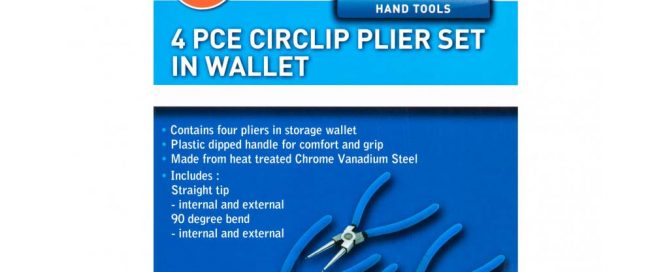 HAND TOOLS
4 PCE CIRCLIP PLIER SET
IN WALLET
• Contains four pliers in storage wallet
• Plastic dipped handle for comfort and grip
• Made from heat treated Chrome Vanadium Steel
• Includes :
Straight tip
- internal and external
90 degree bend
- internal and external